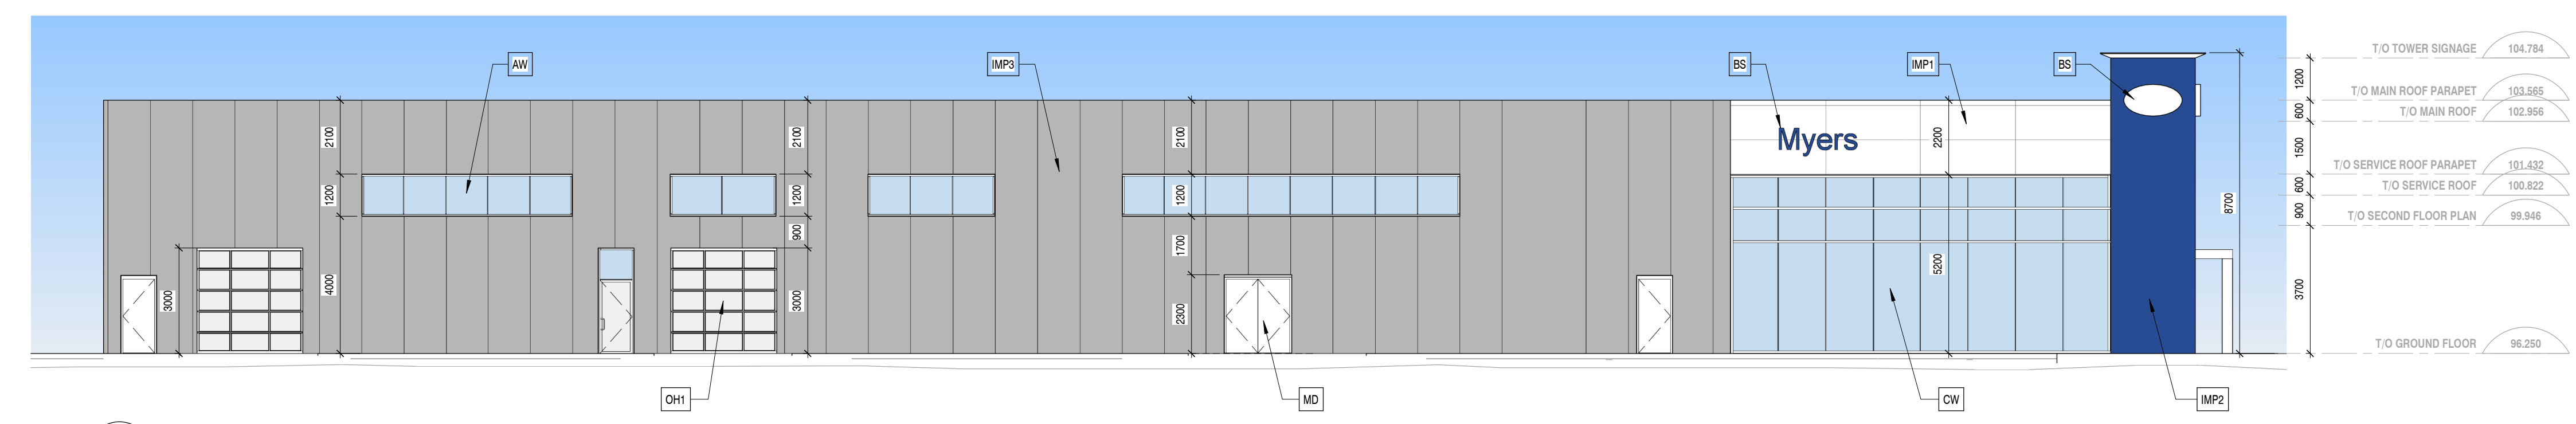 AW
IMP3
BS
IMP1
BS
T/O TOWER SIGNAGE 104.784
T/O MAIN ROOF PARAPET 103.565
T/O MAIN ROOF 102.956
T/O SERVICE ROOF PARAPET 101.432
T/O SERVICE ROOF 100.822
T/O SECOND FLOOR PLAN 99.946
T/O GROUND FLOOR 96.250
Myers
2100
2100
2100
2200
1200
600
1500
600
900
3700
8700
1200
1200
1200
900
1700
5200
3000
4000
3000
2300
OH1
MD
CW
IMP2